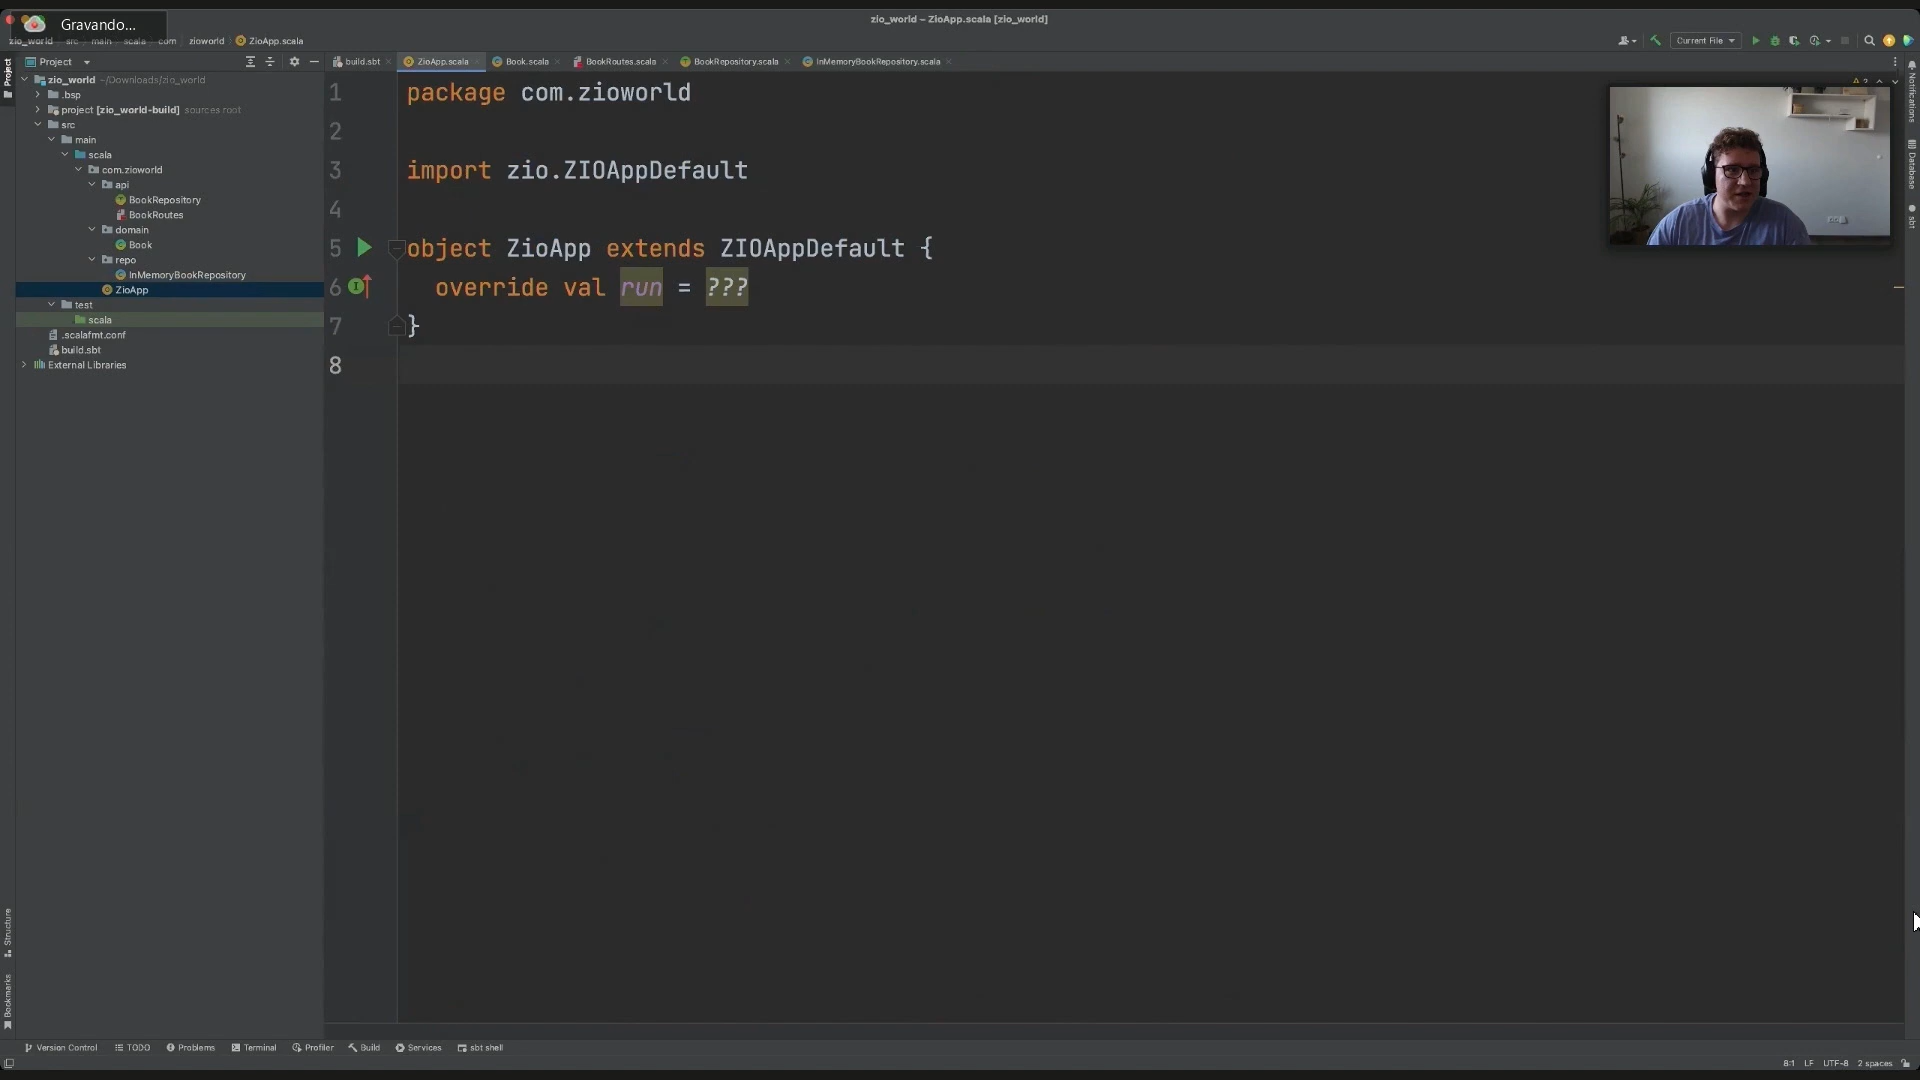 zio_world – ZioApp.scala [zio_world]
Gravando...
zio_world src main scala com zioworld ZioApp.scala
Current File
Project
build.sbt ZioApp.scala Book.scala BookRoutes.scala BookRepository.scala InMemoryBookRepository.scala
Project
zio_world ~/Downloads/zio_world
.bsp
project [zio_world-build] sources root
src
main
scala
com.zioworld
api
BookRepository
BookRoutes
domain
Book
repo
InMemoryBookRepository
ZioApp
test
scala
.scalafmt.conf
build.sbt
External Libraries
1 package com.zioworld
2
3 import zio.ZIOAppDefault
4
5 object ZioApp extends ZIOAppDefault {
6 override val run = ???
7 }
8
2
Notifications
Database
sbt
Structure
Bookmarks
Version Control TODO Problems Terminal Profiler Build Services sbt shell
8:1 LF UTF-8 2 spaces